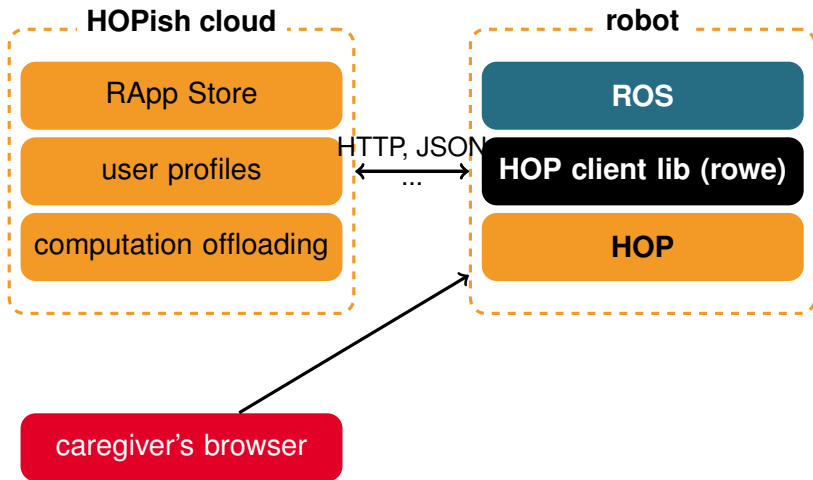 HOPish cloud
RApp Store
user profiles
computation offloading
HTTP, JSON
...
robot
ROS
HOP client lib (rowe)
HOP
caregiver's browser